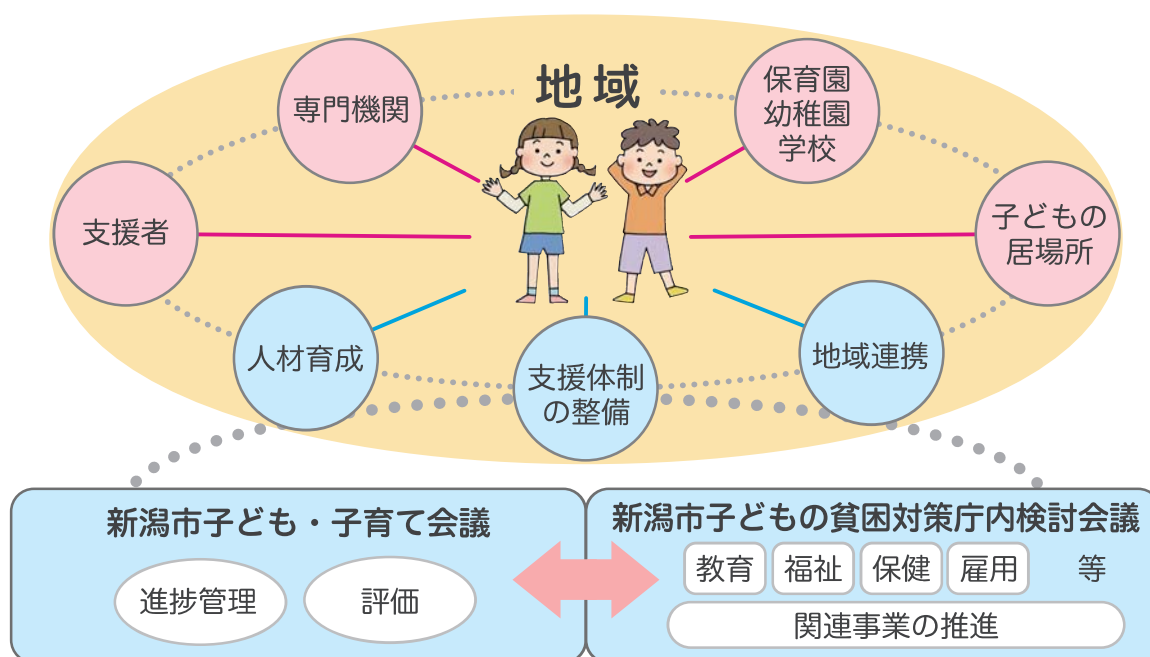 地域
専門機関
保育園
幼稚園
学校
支援者
子どもの
居場所
人材育成
支援体制
の整備
地域連携
新潟市子ども・子育て会議
進捗管理
評価
新潟市子どもの貧困対策庁内検討会議
教育 福祉 保健 雇用 等
関連事業の推進